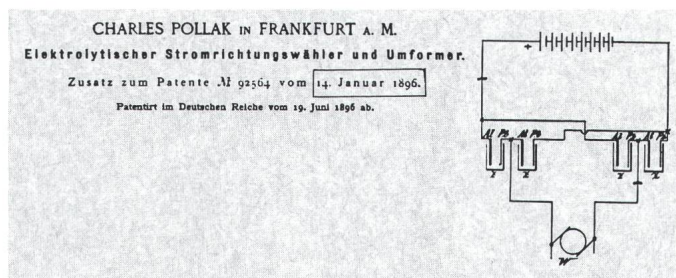 CHARLES POLLAK IN FRANKFURT A. M.
Elektrolytischer Stromrichtungswähler und Umformer.
Zusatz zum Patente № 92564 vom 14. Januar 1896.
Patentirt im Deutschen Reiche vom 19. Juni 1896 ab.
+
Al Pb Al Pb Al Pb Al Pb
Z Z Z Z
W